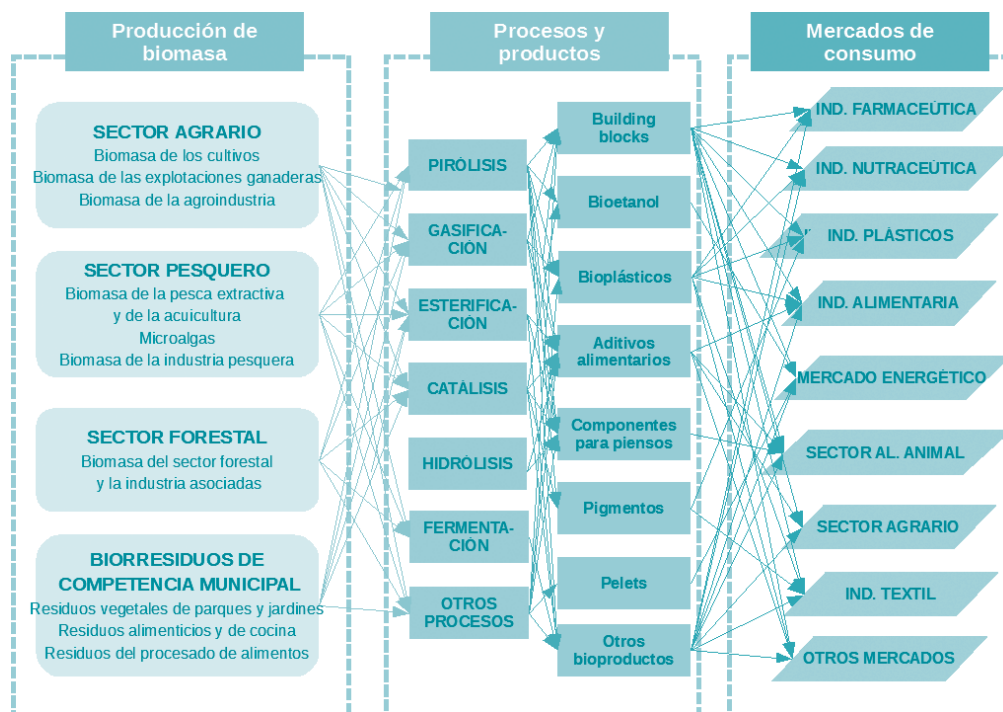 Producción de
biomasa
Procesos y
productos
Mercados de
consumo
SECTOR AGRARIO
Biomasa de los cultivos
Biomasa de las explotaciones ganaderas
Biomasa de la agroindustria
SECTOR PESQUERO
Biomasa de la pesca extractiva
y de la acuicultura
Microalgas
Biomasa de la industria pesquera
SECTOR FORESTAL
Biomasa del sector forestal
y la industria asociadas
BIORRESIDUOS DE
COMPETENCIA MUNICIPAL
Residuos vegetales de parques y jardines
Residuos alimenticios y de cocina
Residuos del procesado de alimentos
PIRÓLISIS
GASIFICA-
CIÓN
ESTERIFICA-
CIÓN
CATÁLISIS
HIDRÓLISIS
FERMENTA-
CIÓN
OTROS
PROCESOS
Building
blocks
Bioetanol
Bioplásticos
Aditivos
alimentarios
Componentes
para piensos
Pigmentos
Pelets
Otros
bioproductos
IND. FARMACEÚTICA
IND. NUTRACEÚTICA
IND. PLÁSTICOS
IND. ALIMENTARIA
MERCADO ENERGÉTICO
SECTOR AL. ANIMAL
SECTOR AGRARIO
IND. TEXTIL
OTROS MERCADOS